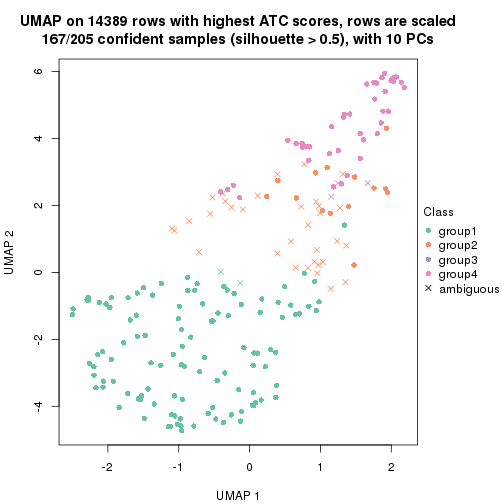 UMAP on 14389 rows with highest ATC scores, rows are scaled
167/205 confident samples (silhouette > 0.5), with 10 PCs
6
4
2
0
-2
-4
UMAP 2
-2
-1
0
1
2
UMAP 1
Class
group1
group2
group3
group4
ambiguous